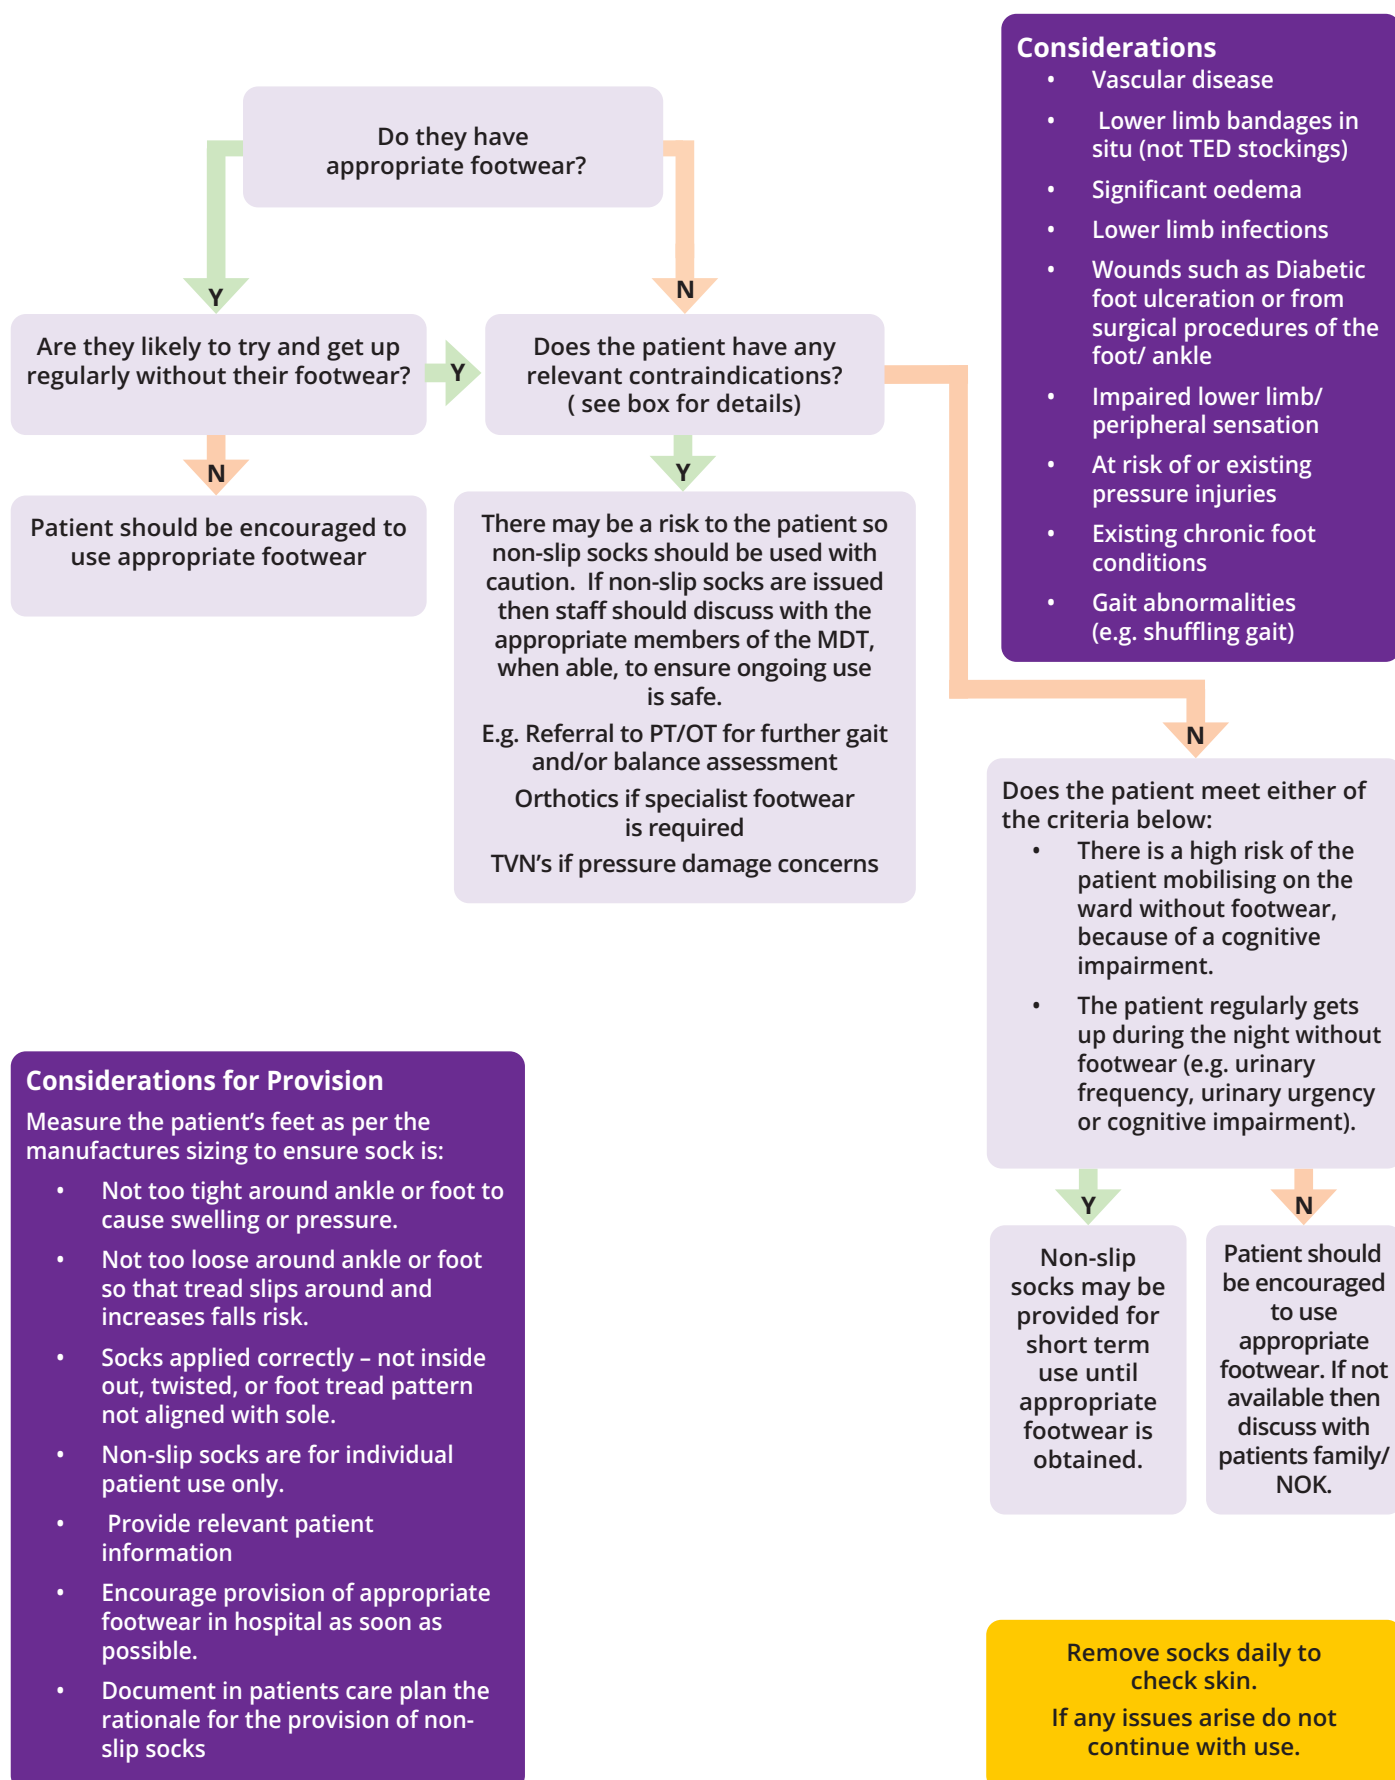 Do they have
appropriate footwear?
Y
N
Are they likely to try and get up
regularly without their footwear?
Y
Does the patient have any
relevant contraindications?
( see box for details)
N
Patient should be encouraged to
use appropriate footwear
Y
There may be a risk to the patient so
non-slip socks should be used with
caution.  If non-slip socks are issued
then staff should discuss with the
appropriate members of the MDT,
when able, to ensure ongoing use
is safe.
E.g. Referral to PT/OT for further gait
and/or balance assessment
Orthotics if specialist footwear
is required
TVN's if pressure damage concerns
Considerations
• Vascular disease
• Lower limb bandages in
situ (not TED stockings)
• Significant oedema
• Lower limb infections
• Wounds such as Diabetic
foot ulceration or from
surgical procedures of the
foot/ ankle
• Impaired lower limb/
peripheral sensation
• At risk of or existing
pressure injuries
• Existing chronic foot
conditions
• Gait abnormalities
(e.g. shuffling gait)
N
Does the patient meet either of
the criteria below:
• There is a high risk of the
patient mobilising on the
ward without footwear,
because of a cognitive
impairment.
• The patient regularly gets
up during the night without
footwear (e.g. urinary
frequency, urinary urgency
or cognitive impairment).
Y
Non-slip
socks may be
provided for
short term
use until
appropriate
footwear is
obtained.
N
Patient should
be encouraged
to use
appropriate
footwear. If not
available then
discuss with
patients family/
NOK.
Considerations for Provision
Measure the patient's feet as per the
manufactures sizing to ensure sock is:
• Not too tight around ankle or foot to
cause swelling or pressure.
• Not too loose around ankle or foot
so that tread slips around and
increases falls risk.
• Socks applied correctly – not inside
out, twisted, or foot tread pattern
not aligned with sole.
• Non-slip socks are for individual
patient use only.
• Provide relevant patient
information
• Encourage provision of appropriate
footwear in hospital as soon as
possible.
• Document in patients care plan the
rationale for the provision of non-
slip socks
Remove socks daily to
check skin.
If any issues arise do not
continue with use.